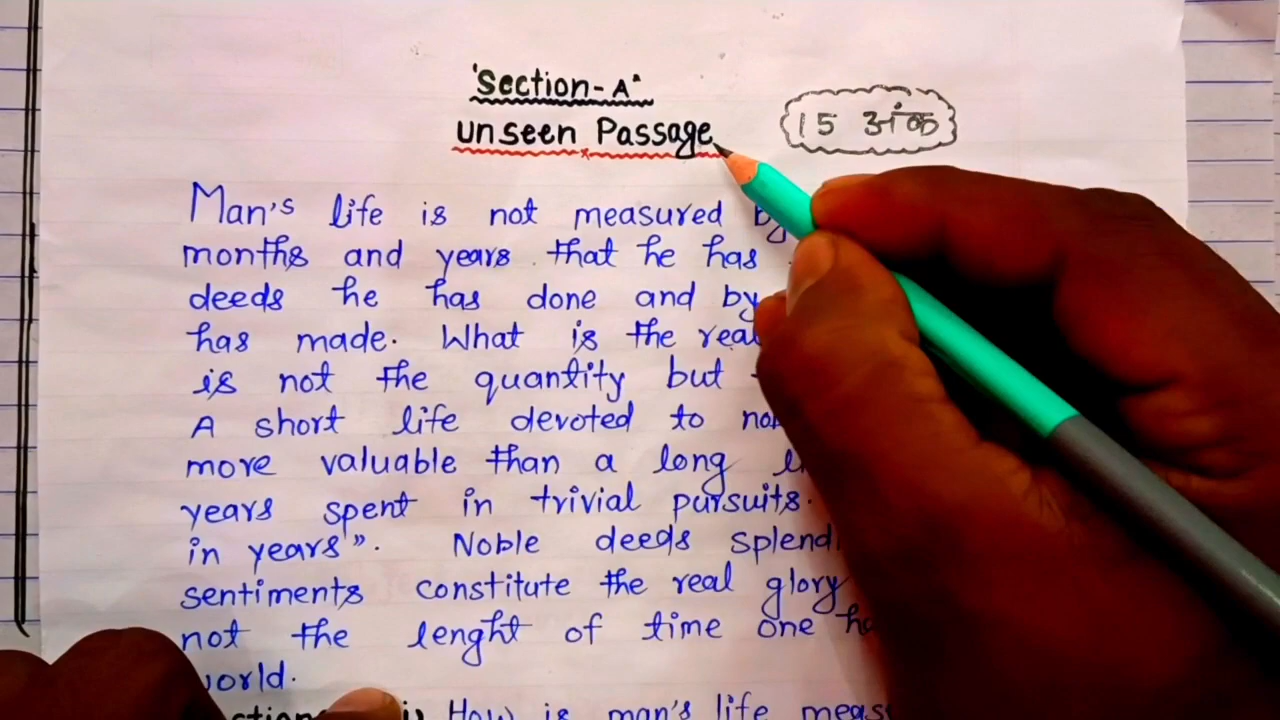 'Section-A"
unseen Passage
15 अंक
Man's life is not measured
months and years that he has
deeds he has done and by
has made. What is the real
is not the quantity but
A short life devoted to
more valuable than a long
years spent in trivial pursuits.
in years". Noble deeds
sentiments constitute the real glory
not the lenght of time one
world.
How is man's life